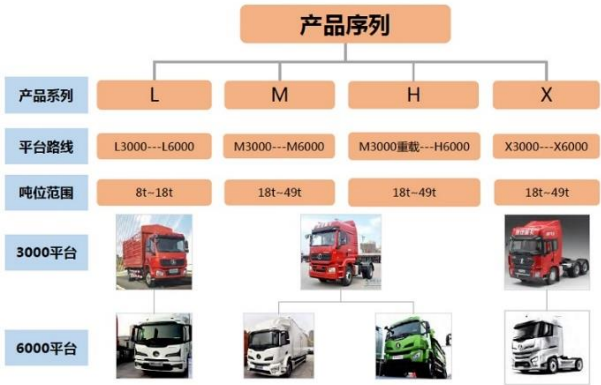 产品序列
产品系列 L M H X
平台路线 L3000---L6000 M3000---M6000 M3000重载---H6000 X3000---X6000
吨位范围 8t~18t 18t~49t 18t~49t 18t~49t
3000平台
6000平台